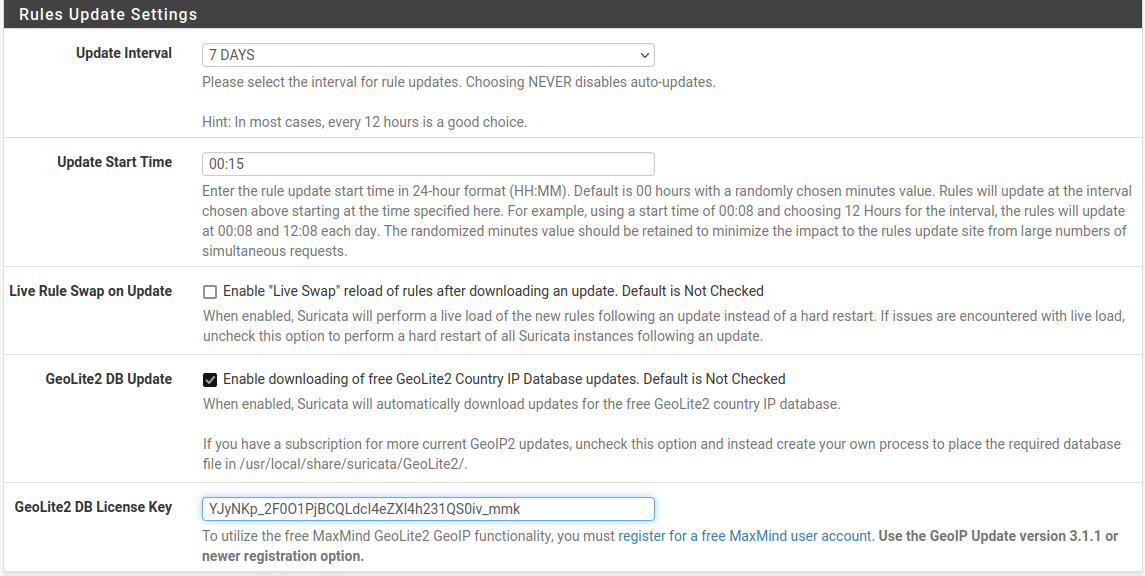 Rules Update Settings
Update Interval
7 DAYS
Please select the interval for rule updates. Choosing NEVER disables auto-updates.
Hint: In most cases, every 12 hours is a good choice.
Update Start Time
00:15
Enter the rule update start time in 24-hour format (HH:MM). Default is 00 hours with a randomly chosen minutes value. Rules will update at the interval
chosen above starting at the time specified here. For example, using a start time of 00:08 and choosing 12 Hours for the interval, the rules will update
at 00:08 and 12:08 each day. The randomized minutes value should be retained to minimize the impact to the rules update site from large numbers of
simultaneous requests.
Live Rule Swap on Update
Enable "Live Swap" reload of rules after downloading an update. Default is Not Checked
When enabled, Suricata will perform a live load of the new rules following an update instead of a hard restart. If issues are encountered with live load,
uncheck this option to perform a hard restart of all Suricata instances following an update.
GeoLite2 DB Update
Enable downloading of free GeoLite2 Country IP Database updates. Default is Not Checked
When enabled, Suricata will automatically download updates for the free GeoLite2 country IP database.
If you have a subscription for more current GeoIP2 updates, uncheck this option and instead create your own process to place the required database
file in /usr/local/share/suricata/GeoLite2/.
GeoLite2 DB License Key
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
To utilize the free MaxMind GeoLite2 GeoIP functionality, you must register for a free MaxMind user account. Use the GeoIP Update version 3.1.1 or
newer registration option.